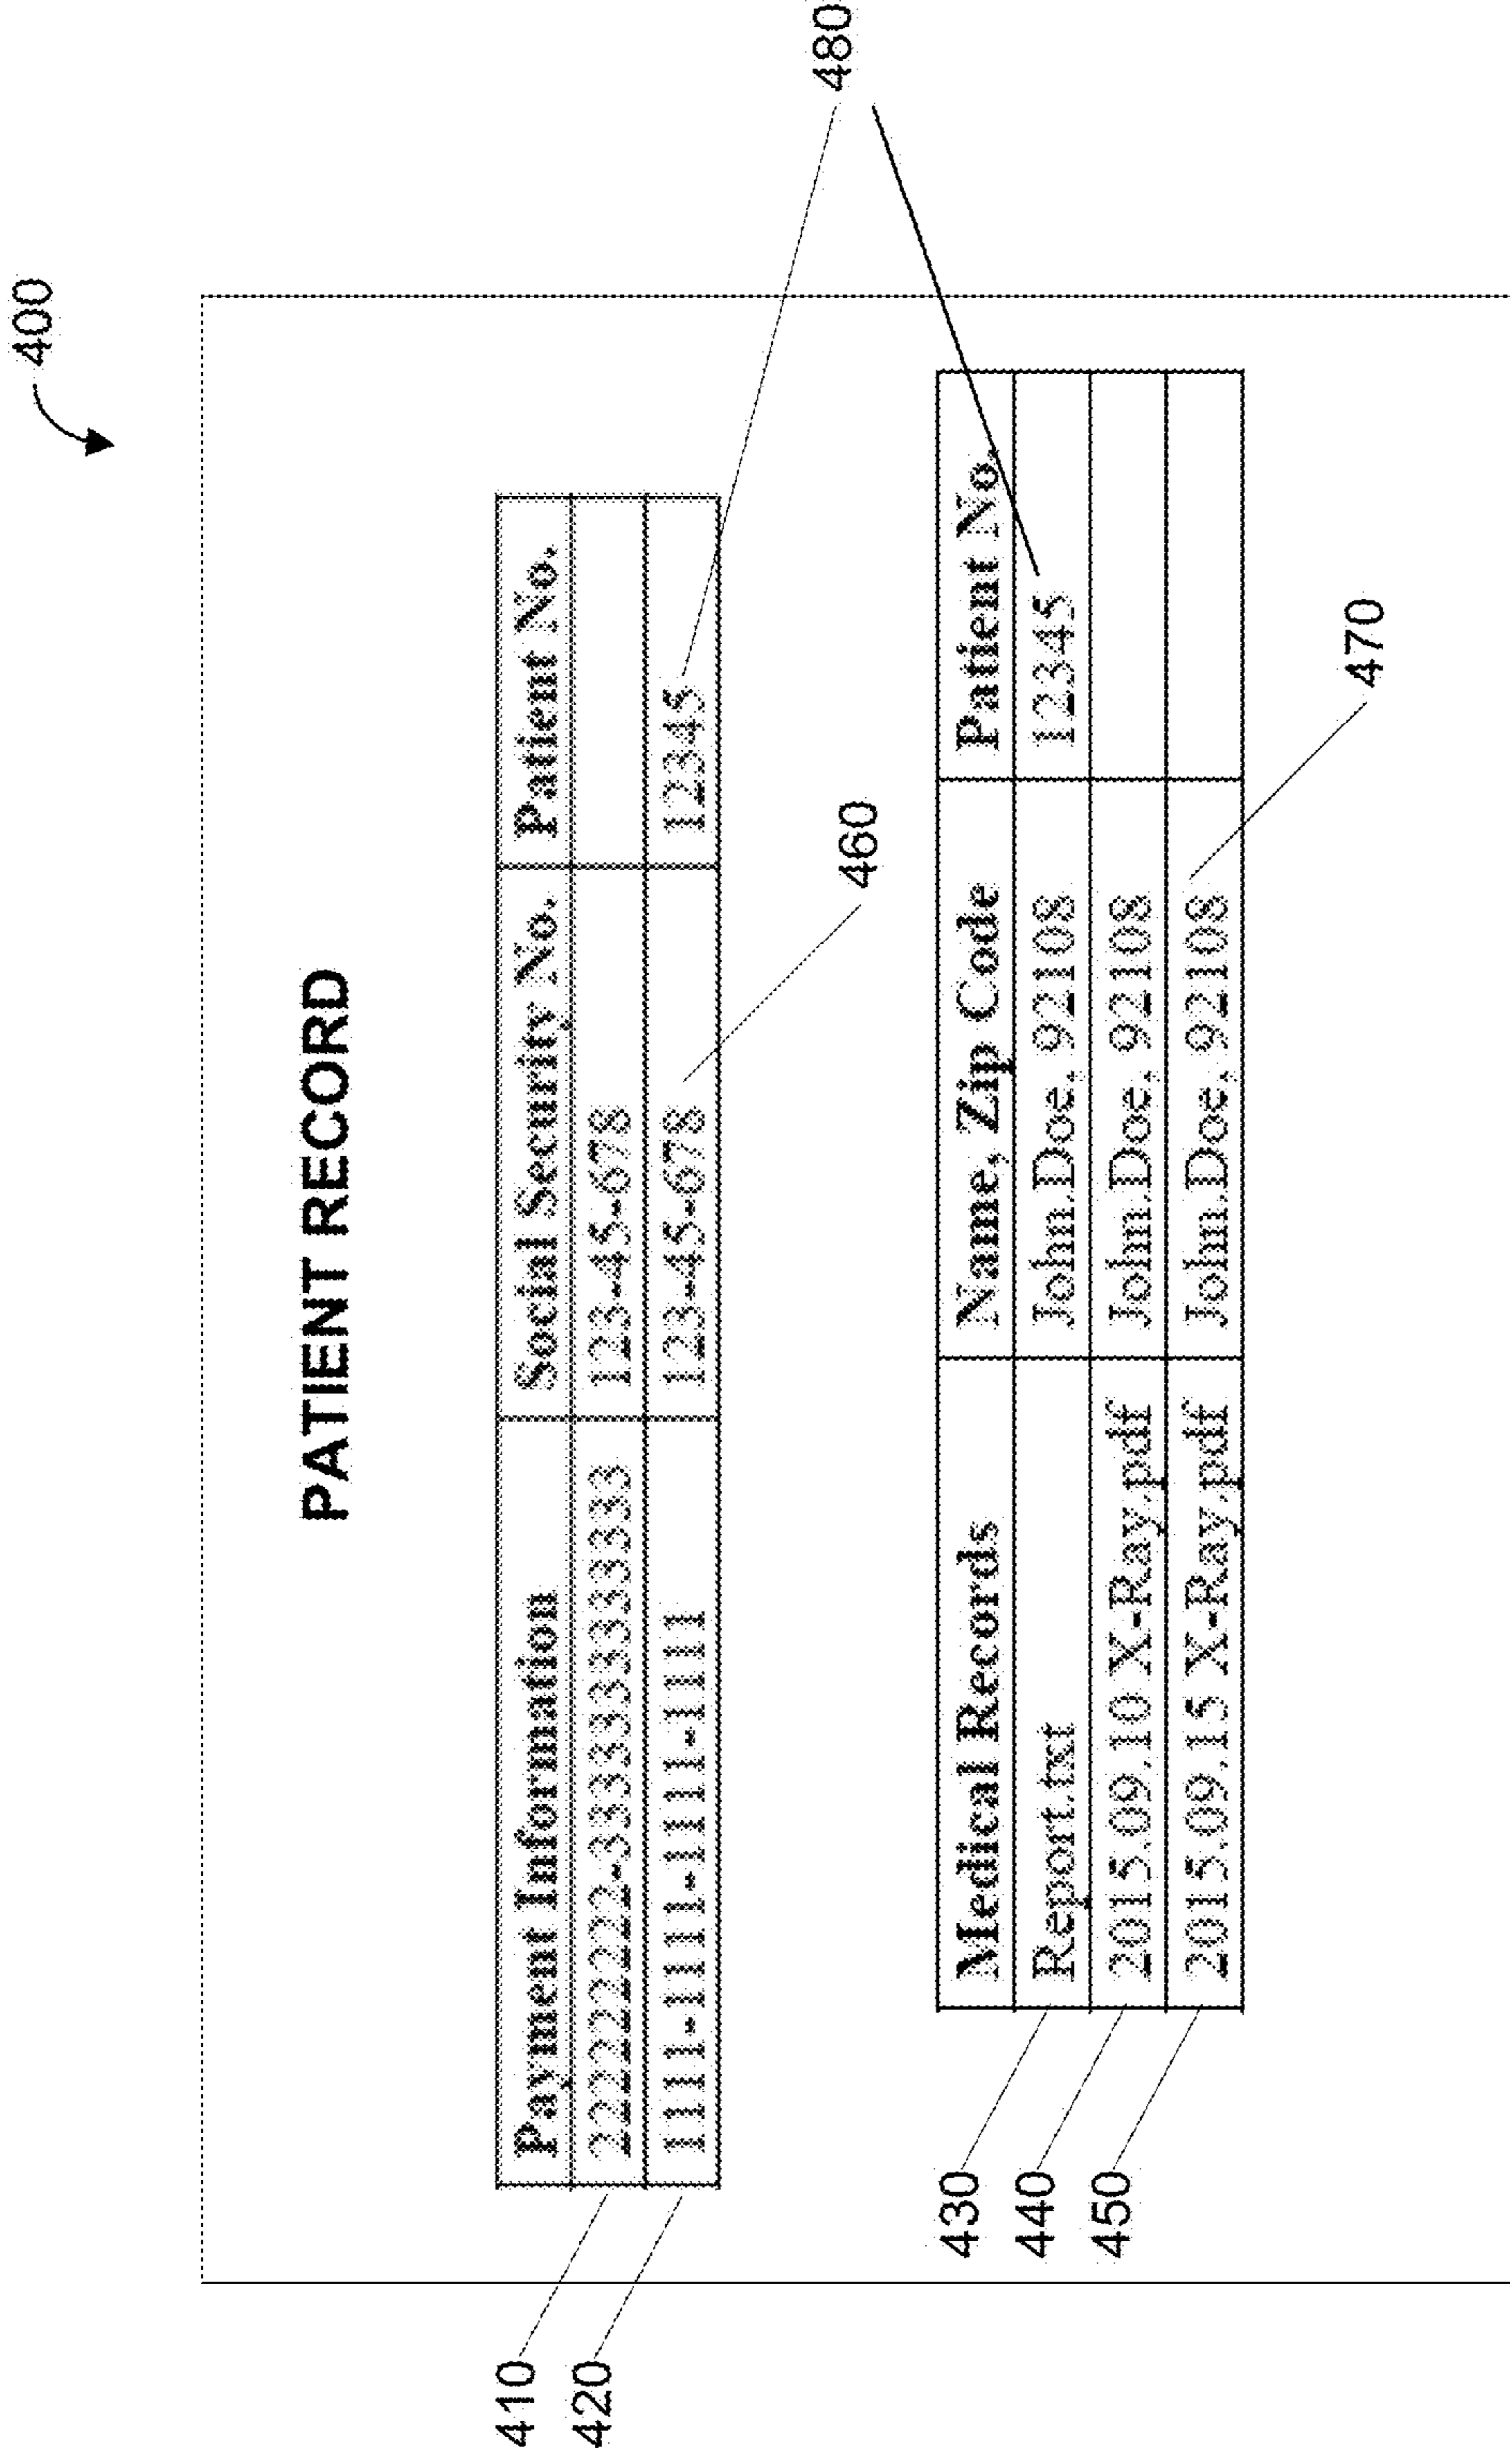 400
PATIENT RECORD
Payment Information Social Security No. Patient No.
410 2222222-3333333333 123-45-678
420 1111-1111-1111-1111 123-45-678 12345
460
480
Medical Records Name, Zip Code Patient No.
430 Report.txt John Doe, 92108 12345
440 2015.09.10 X-Ray.pdf John Doe, 92108
450 2015.09.15 X-Ray.pdf John Doe, 92108
470